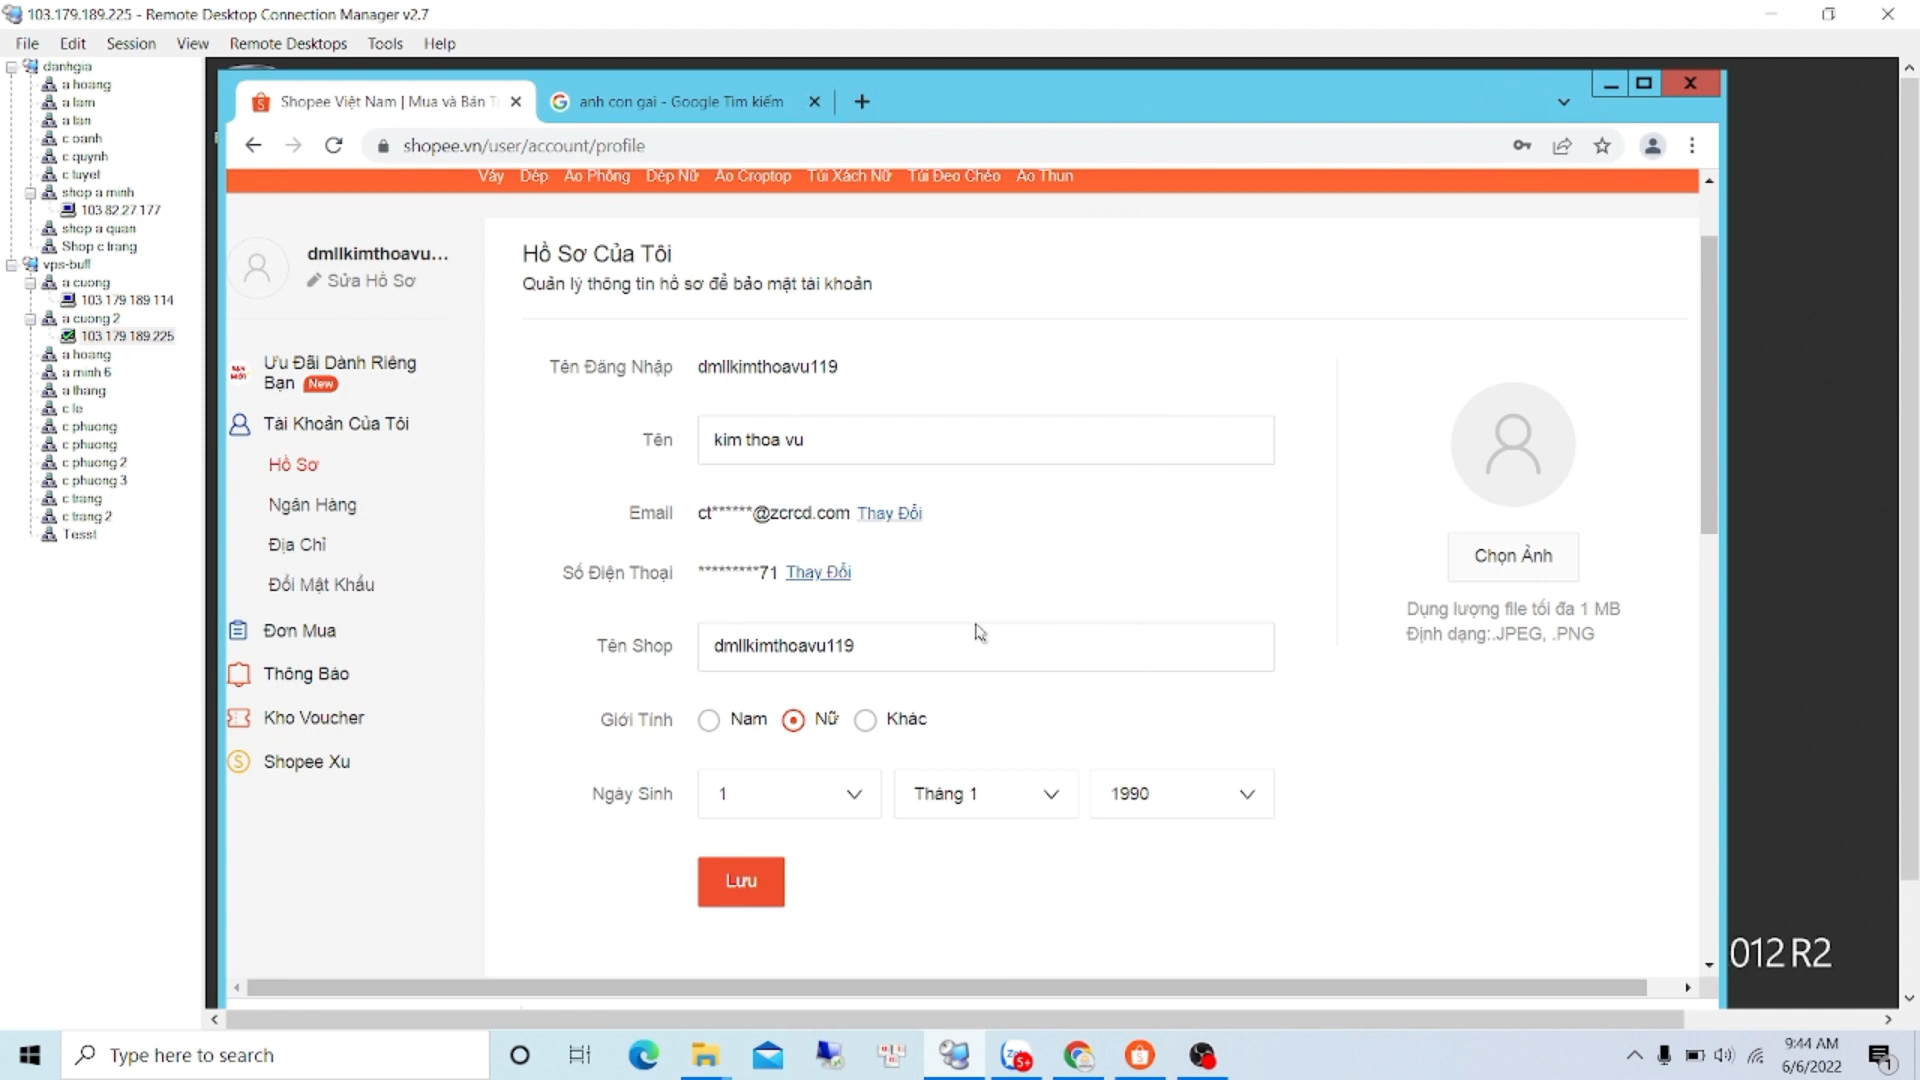 103.179.189.225 - Remote Desktop Connection Manager v2.7
File Edit Session View Remote Desktops Tools Help
danhgia
a hoang
a lam
a tan
c oanh
c quynh
c tuyet
shop a minh
103.82.27.177
shop a quan
Shop c trang
vps-buff
a cuong
103.179.189.114
a cuong 2
103.179.189.225
a hoang
a minh 6
a thang
c le
c phuong
c phuong
c phuong 2
c phuong 3
c trang
c trang 2
Tesst
Shopee Việt Nam | Mua và Bán T
anh con gai - Google Tìm kiếm
shopee.vn/user/account/profile
Váy Dép Áo Phông Dép Nữ Áo Croptop Túi Xách Nữ Túi Đeo Chéo Áo Thun
dmllkimthoavu...
Sửa Hồ Sơ
Ưu Đãi Dành Riêng
Bạn New
Tài Khoản Của Tôi
Hồ Sơ
Ngân Hàng
Địa Chỉ
Đổi Mật Khẩu
Đơn Mua
Thông Báo
Kho Voucher
Shopee Xu
Hồ Sơ Của Tôi
Quản lý thông tin hồ sơ để bảo mật tài khoản
Tên Đăng Nhập dmllkimthoavu119
Tên kim thoa vu
Email ct******@zcrcd.com Thay Đổi
Số Điện Thoại *********71 Thay Đổi
Tên Shop dmllkimthoavu119
Giới Tính Nam Nữ Khác
Ngày Sinh 1 Tháng 1 1990
Lưu
Chọn Ảnh
Dụng lượng file tối đa 1 MB
Định dạng:.JPEG, .PNG
012 R2
Type here to search
5+
9:44 AM
6/6/2022
1